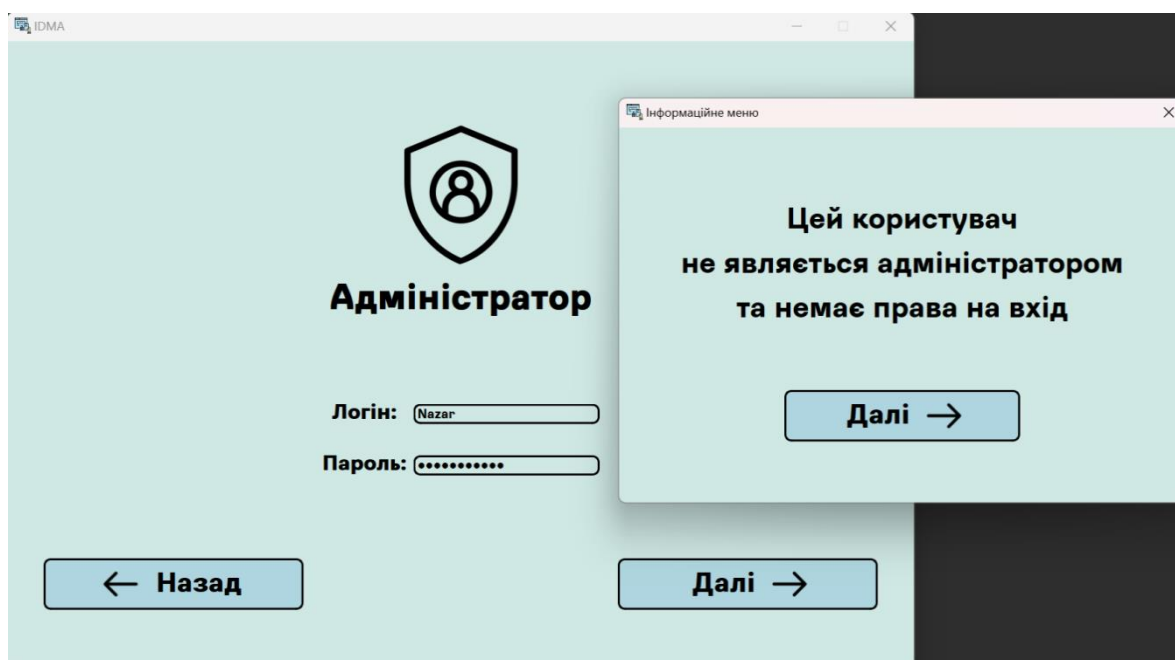 IDMA
Адміністратор
Логін: Nazar
Пароль: •••••••••••
← Назад
Далі →
Інформаційне меню
Цей користувач
не являється адміністратором
та немає права на вхід
Далі →